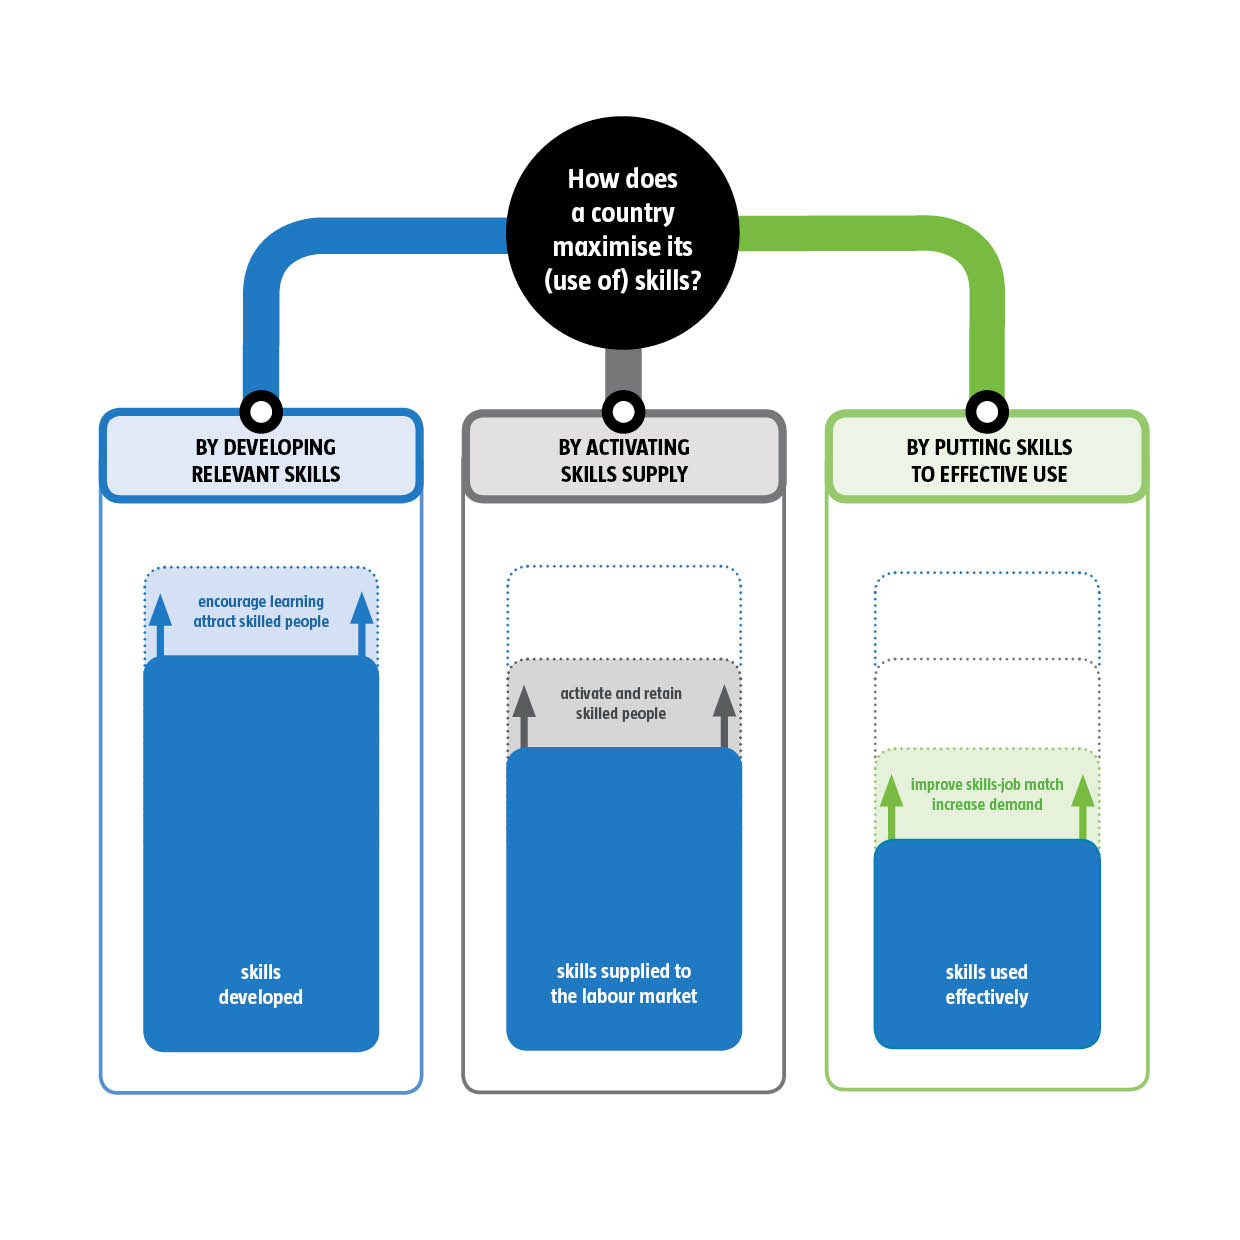 How does
a country
maximise its
(use of) skills?
BY DEVELOPING
RELEVANT SKILLS
encourage learning
attract skilled people
skills
developed
BY ACTIVATING
SKILLS SUPPLY
activate and retain
skilled people
skills supplied to
the labour market
BY PUTTING SKILLS
TO EFFECTIVE USE
improve skills-job match
increase demand
skills used
effectively